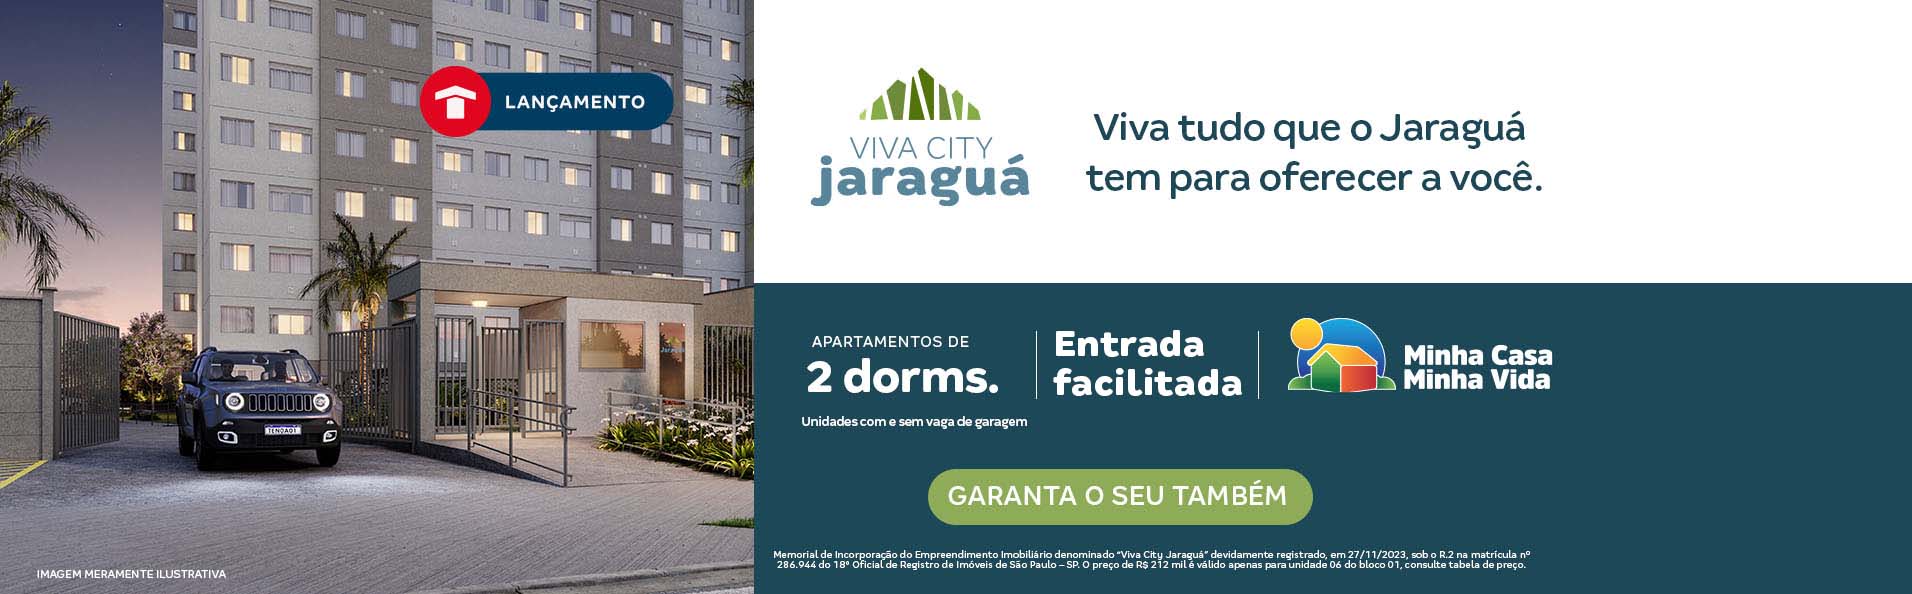 LANÇAMENTO
VIVA CITY
jaraguá
Viva tudo que o Jaraguá
tem para oferecer a você.
APARTAMENTOS DE
2 dorms.
Unidades com e sem vaga de garagem
Entrada
facilitada
Minha Casa
Minha Vida
GARANTA O SEU TAMBÉM
Memorial de Incorporação do Empreendimento Imobiliário denominado “Viva City Jaraguá” devidamente registrado, em 27/11/2023, sob o R.2 na matrícula nº
286.944 do 18º Oficial de Registro de Imóveis de São Paulo – SP. O preço de R$ 212 mil é válido apenas para unidade 06 do bloco 01, consulte tabela de preço.
Jaraguá
TENDA01
IMAGEM MERAMENTE ILUSTRATIVA